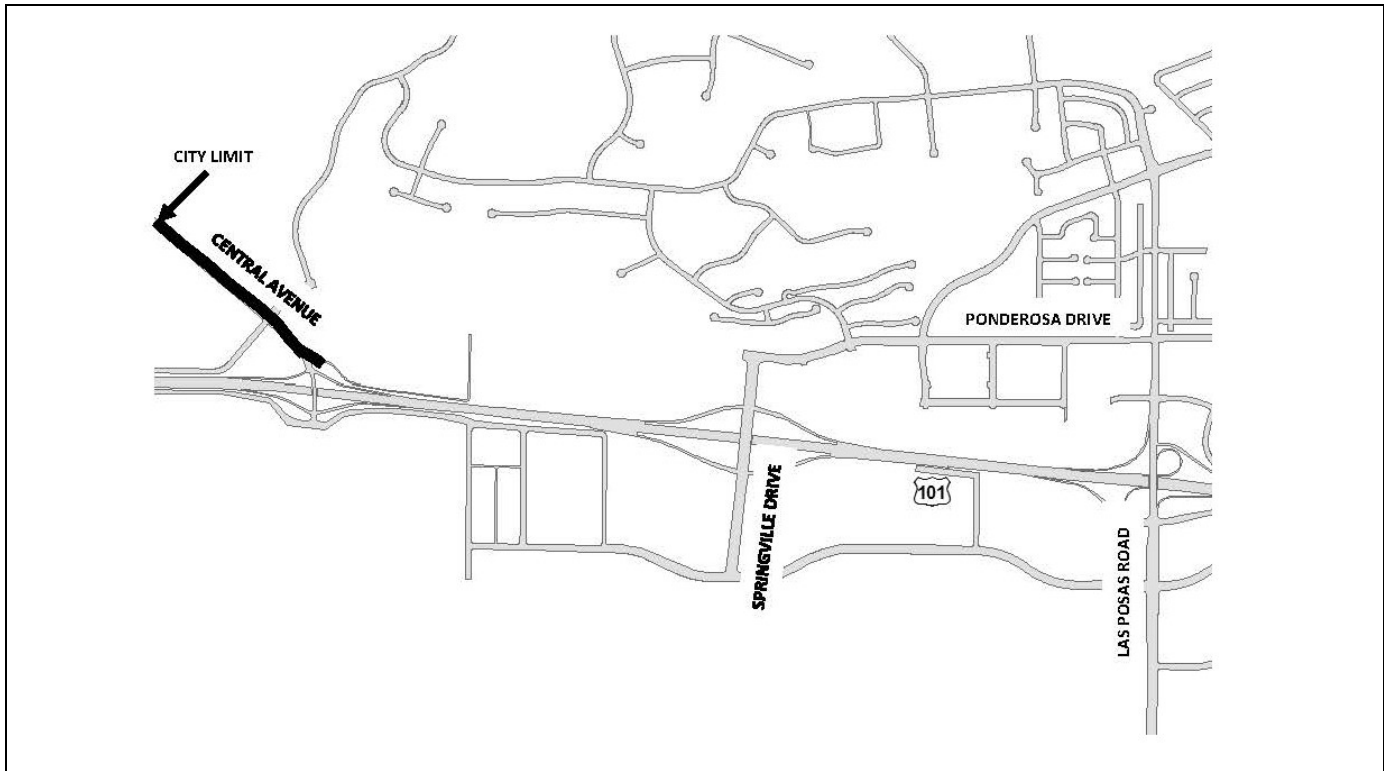 CITY LIMIT
CENTRAL AVENUE
PONDEROSA DRIVE
SPRINGVILLE DRIVE
101
LAS POSAS ROAD